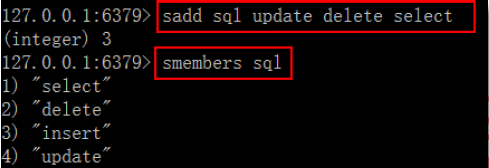 127.0.0.1:6379> sadd sql update delete select
(integer) 3
127.0.0.1:6379> smembers sql
1) "select"
2) "delete"
3) "insert"
4) "update"